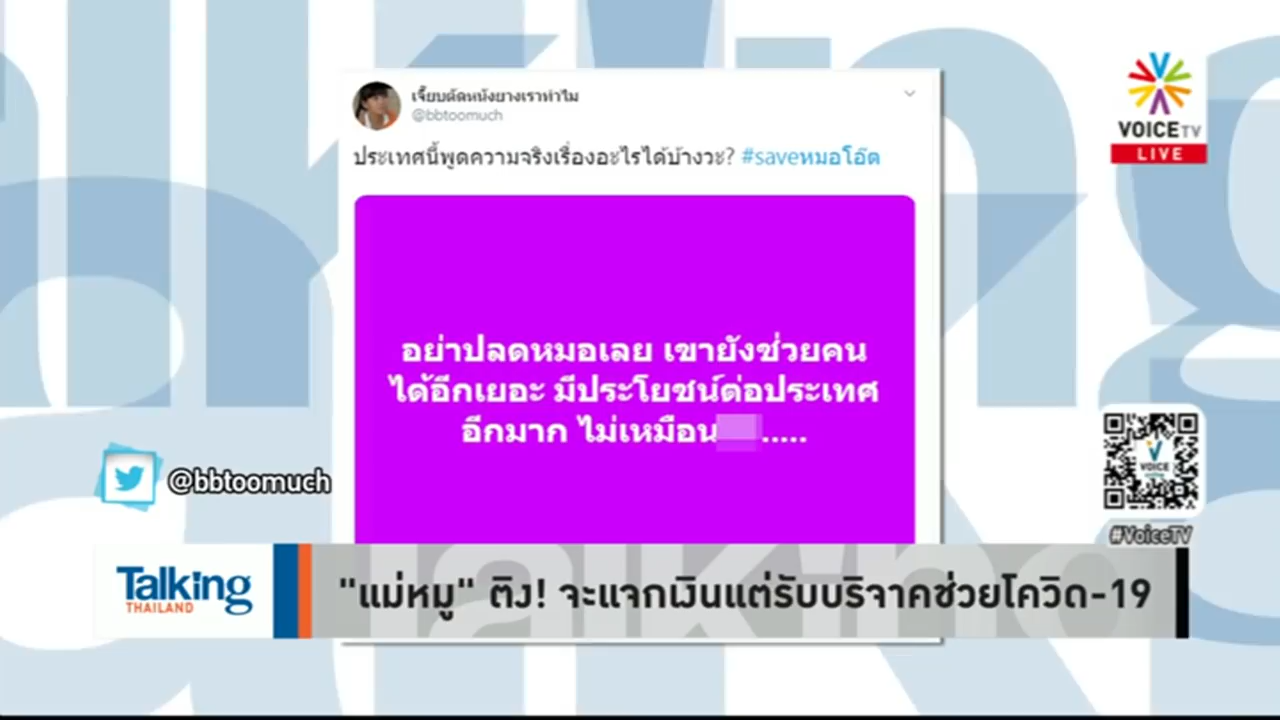 เจี๊ยบตัดหนังยางเราทำไม
@bbtoomuch
ประเทศนี้พูดความจริงเรื่องอะไรได้บ้างวะ? #saveหมอโอ๊ต
อย่าปลดหมอเลย เขายังช่วยคน
ได้อีกเยอะ มีประโยชน์ต่อประเทศ
อีกมาก ไม่เหมือน .....
VOICE TV
LIVE
@bbtoomuch
VOICE
#VoiceTV
Talking
THAILAND
"แม่หมู" ติง! จะแจกเงินแต่รับบริจาคช่วยโควิด-19